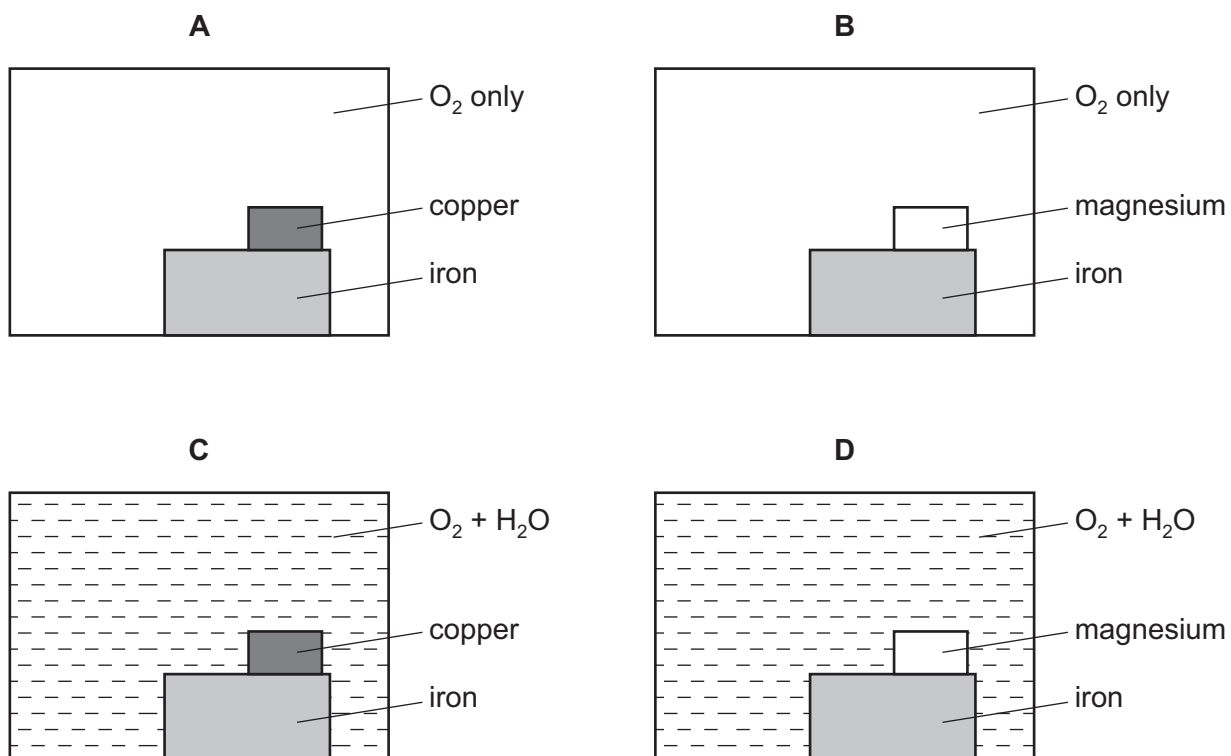 A
O₂ only
copper
iron
B
O₂ only
magnesium
iron
C
O₂ + H₂O
copper
iron
D
O₂ + H₂O
magnesium
iron